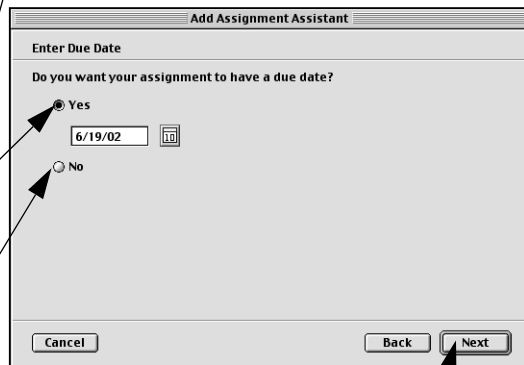 Add Assignment Assistant
Enter Due Date
Do you want your assignment to have a due date?
Yes
6/19/02 10
No
Cancel Back Next